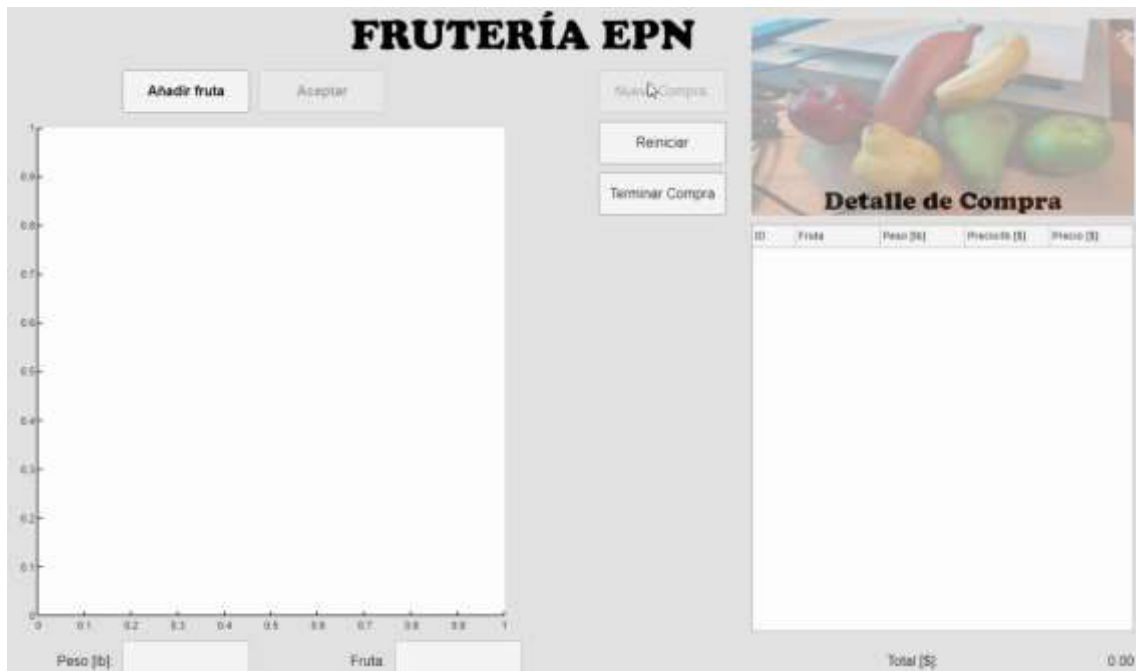 FRUTERÍA EPN
Añadir fruta
Aceptar
Nueva Compra
Reiniciar
Terminar Compra
Detalle de Compra
ID Fruta Peso [lb] Precio/lb [$] Precio [$]
1
0.9
0.8
0.7
0.6
0.5
0.4
0.3
0.2
0.1
0
0 0.1 0.2 0.3 0.4 0.5 0.6 0.7 0.8 0.9 1
Peso [lb]: Fruta: Total [$]: 0.00